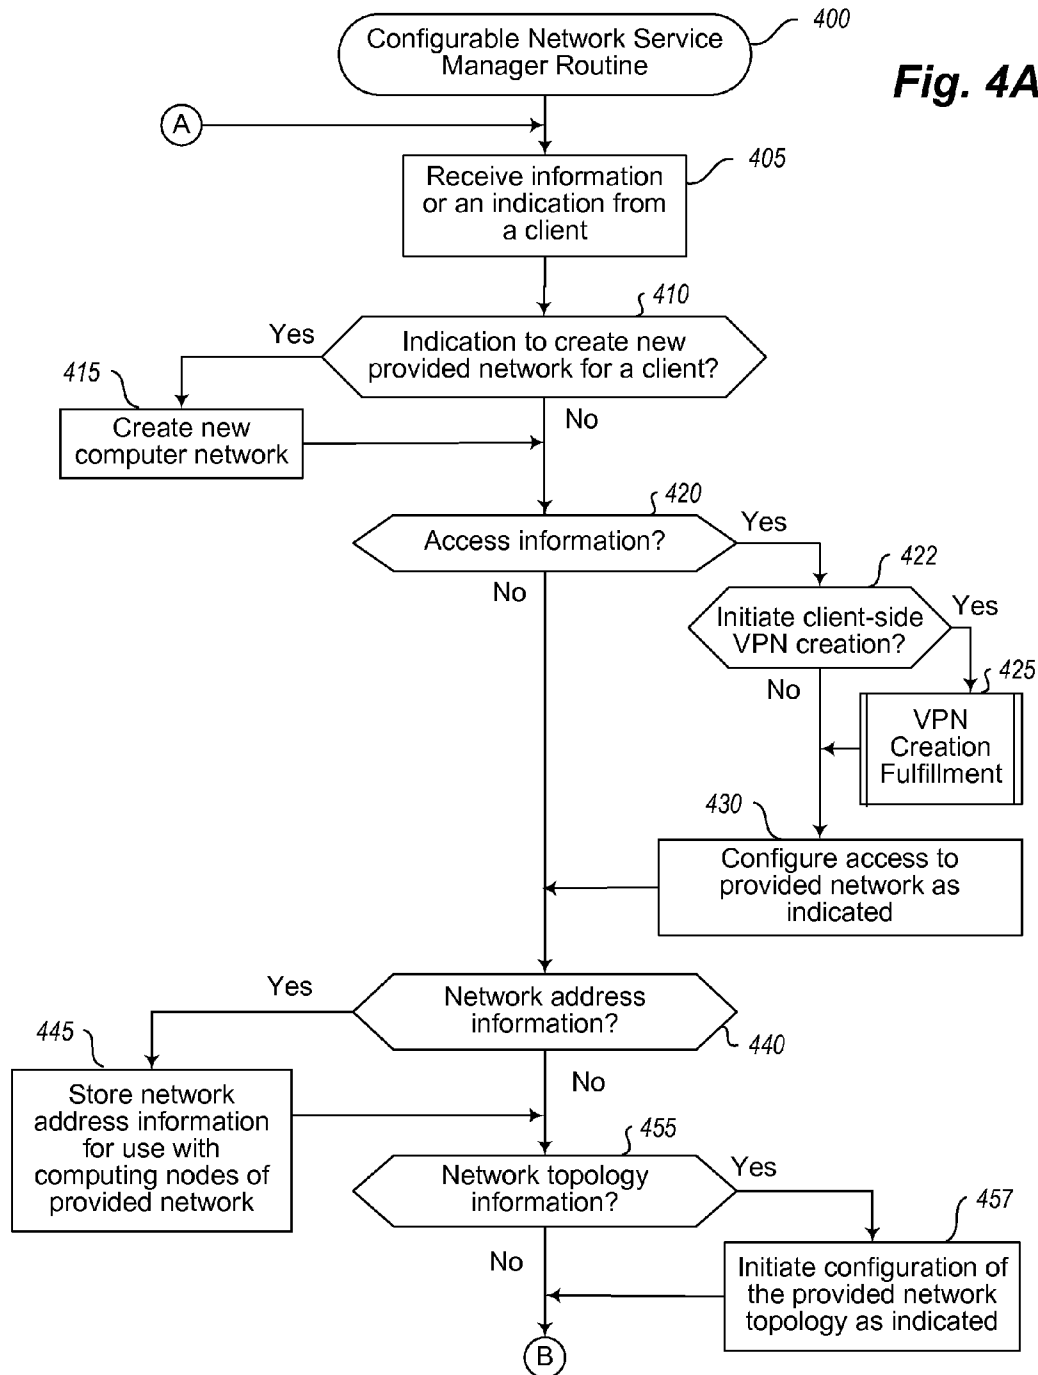 Configurable Network Service
Manager Routine
400
Fig. 4A
A
405
Receive information
or an indication from
a client
410
Yes
Indication to create new
provided network for a client?
415
No
Create new
computer network
420
Yes
Access information?
No
422
Initiate client-side
VPN creation?
Yes
No
425
VPN
Creation
Fulfillment
430
Configure access to
provided network as
indicated
Yes
Network address
information?
440
445
No
Store network
address information
for use with
computing nodes of
provided network
455
Network topology
information?
Yes
457
No
Initiate configuration of
the provided network
topology as indicated
B